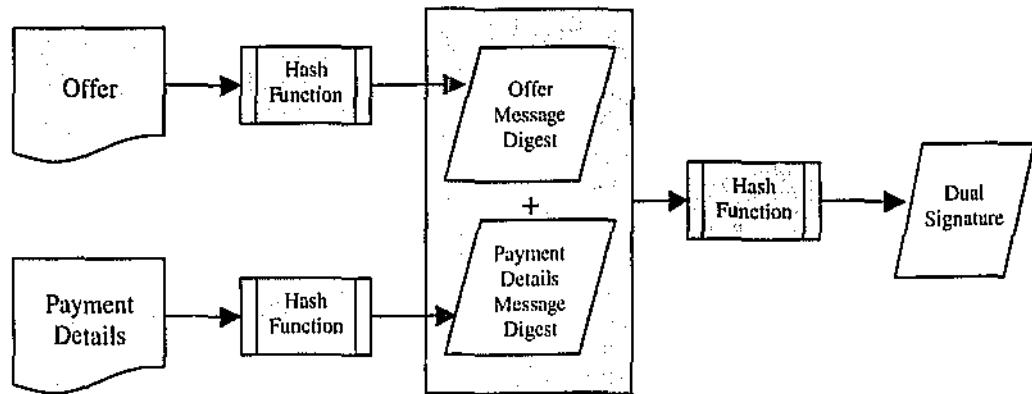 Offer
Hash
Function
Offer
Message
Digest
+
Hash
Function
Dual
Signature
Payment
Details
Hash
Function
Payment
Details
Message
Digest